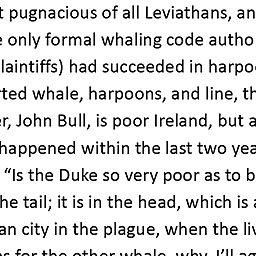 pugnacious of all Leviathans, an
only formal whaling code autho
laintiffs) had succeeded in harpo
rted whale, harpoons, and line, th
r, John Bull, is poor Ireland, but a
happened within the last two yea
“Is the Duke so very poor as to b
he tail; it is in the head, which is a
an city in the plague, when the liv
for the other whale, why, I’ll ag